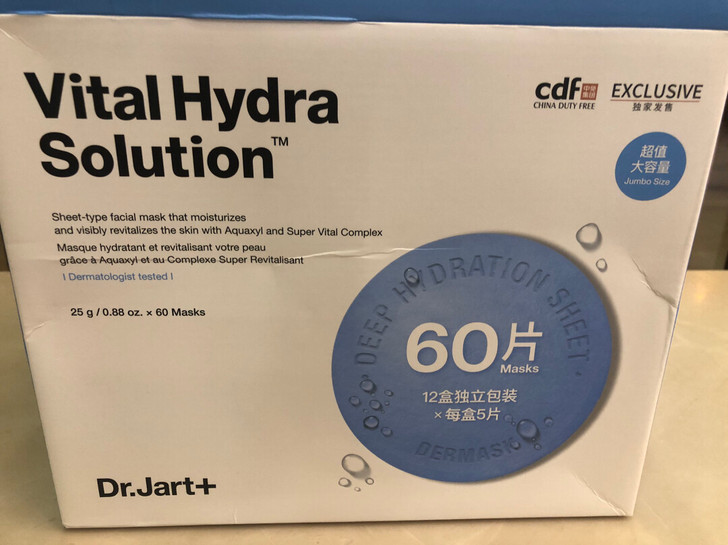 Vital Hydra
Solution™
cdf 中免集团
CHINA DUTY FREE
EXCLUSIVE
独家发售
超值
大容量
Jumbo Size
Sheet-type facial mask that moisturizes
and visibly revitalizes the skin with Aquaxyl and Super Vital Complex
Masque hydratant et revitalisant votre peau
grâce à Aquaxyl et au Complexe Super Revitalisant
I Dermatologist tested I
25 g / 0.88 oz. × 60 Masks
DEEP HYDRATION SHEET
60片
Masks
12盒独立包装
×每盒5片
DERMASK
Dr.Jart+